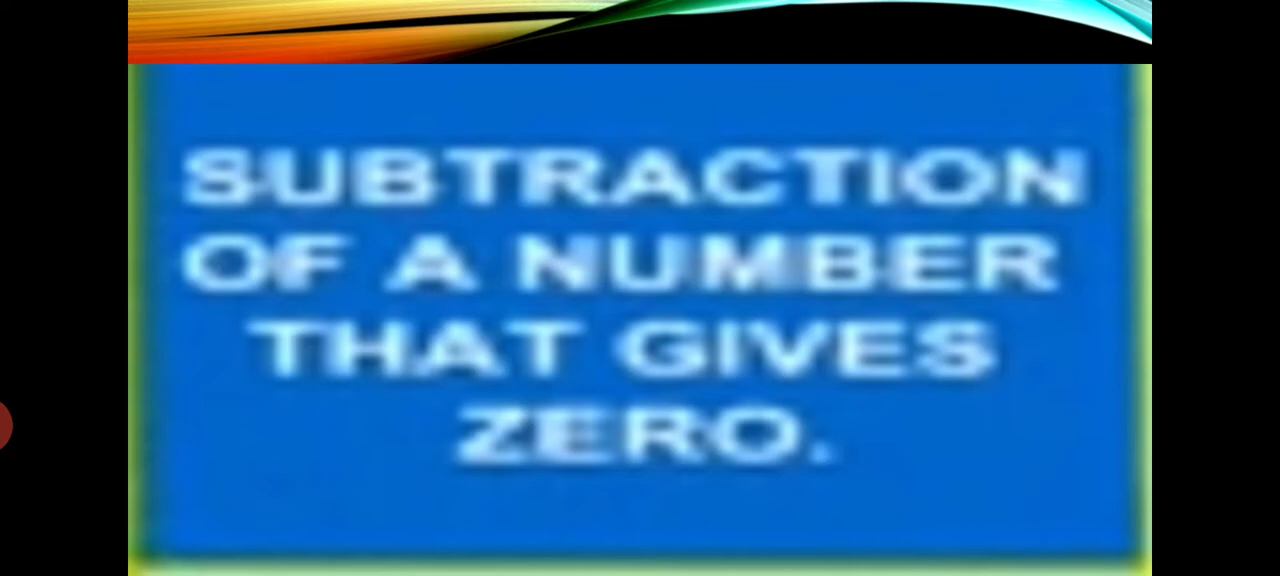 SUBTRACTION
OF A NUMBER
THAT GIVES
ZERO.